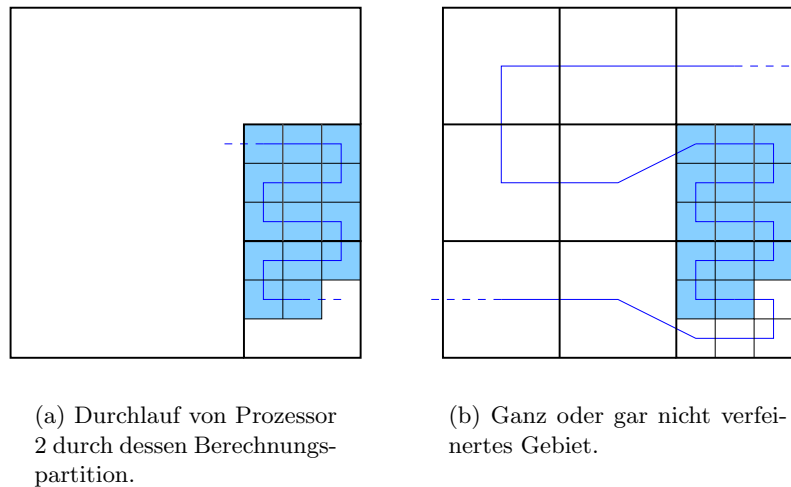 (a) Durchlauf von Prozessor
2 durch dessen Berechnungs-
partition.
(b) Ganz oder gar nicht verfei-
nertes Gebiet.